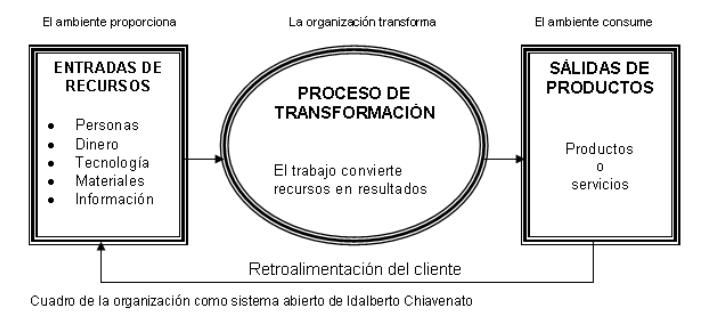 El ambiente proporciona
La organización transforma
El ambiente consume
ENTRADAS DE
RECURSOS
• Personas
• Dinero
• Tecnología
• Materiales
• Información
PROCESO DE
TRANSFORMACIÓN
El trabajo convierte
recursos en resultados
SÁLIDAS DE
PRODUCTOS
Productos
o
servicios
Retroalimentación del cliente
Cuadro de la organización como sistema abierto de Idalberto Chiavenato